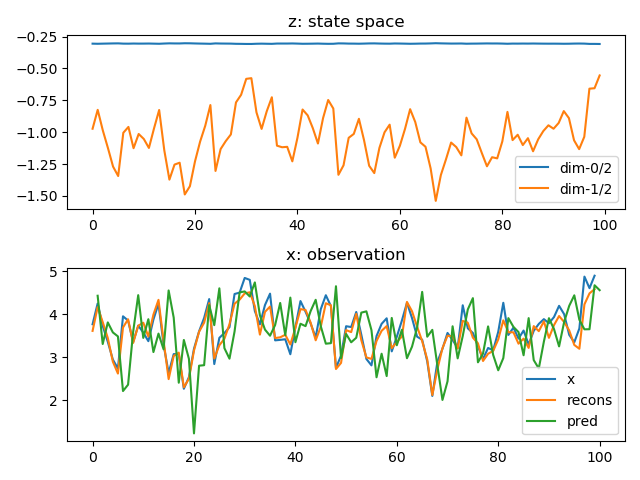 z: state space
−0.25
−0.50
−0.75
−1.00
−1.25
−1.50
dim-0/2
dim-1/2
0 20 40 60 80 100
x: observation
5
4
3
2
x
recons
pred
0 20 40 60 80 100